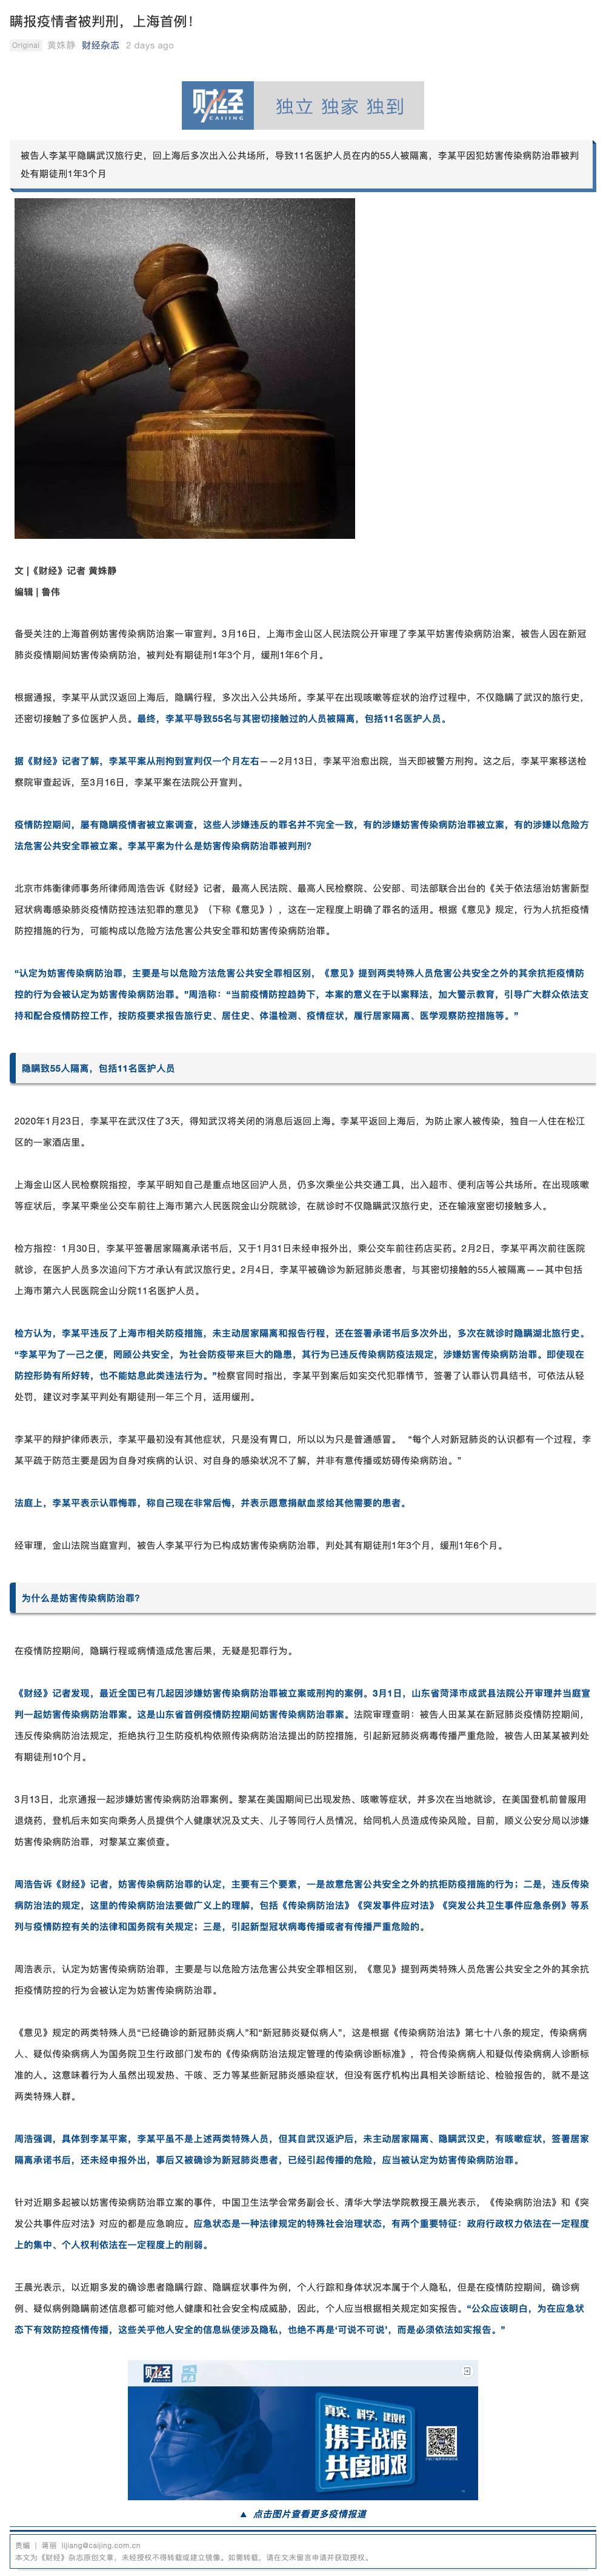 瞒报疫情者被判刑，上海首例！
Original 黄姝静 财经杂志 2 days ago
财经 CAIJING 独立 独家 独到
被告人李某平隐瞒武汉旅行史，回上海后多次出入公共场所，导致11名医护人员在内的55人被隔离，李某平因犯妨害传染病防治罪被判
处有期徒刑1年3个月
文 |《财经》记者 黄姝静
编辑 | 鲁伟
备受关注的上海首例妨害传染病防治案一审宣判。3月16日，上海市金山区人民法院公开审理了李某平妨害传染病防治案，被告人因在新冠
肺炎疫情期间妨害传染病防治，被判处有期徒刑1年3个月，缓刑1年6个月。
根据通报，李某平从武汉返回上海后，隐瞒行程，多次出入公共场所。李某平在出现咳嗽等症状的治疗过程中，不仅隐瞒了武汉的旅行史，
还密切接触了多位医护人员。最终，李某平导致55名与其密切接触过的人员被隔离，包括11名医护人员。
据《财经》记者了解，李某平案从刑拘到宣判仅一个月左右——2月13日，李某平治愈出院，当天即被警方刑拘。这之后，李某平案移送检
察院审查起诉，至3月16日，李某平案在法院公开宣判。
疫情防控期间，屡有隐瞒疫情者被立案调查，这些人涉嫌违反的罪名并不完全一致，有的涉嫌妨害传染病防治罪被立案，有的涉嫌以危险方
法危害公共安全罪被立案。李某平案为什么是妨害传染病防治罪被判刑？
北京市炜衡律师事务所律师周浩告诉《财经》记者，最高人民法院、最高人民检察院、公安部、司法部联合出台的《关于依法惩治妨害新型
冠状病毒感染肺炎疫情防控违法犯罪的意见》（下称《意见》），这在一定程度上明确了罪名的适用。根据《意见》规定，行为人抗拒疫情
防控措施的行为，可能构成以危险方法危害公共安全罪和妨害传染病防治罪。
“认定为妨害传染病防治罪，主要是与以危险方法危害公共安全罪相区别，《意见》提到两类特殊人员危害公共安全之外的其余抗拒疫情防
控的行为会被认定为妨害传染病防治罪。”周浩称：“当前疫情防控趋势下，本案的意义在于以案释法，加大警示教育，引导广大群众依法支
持和配合疫情防控工作，按防疫要求报告旅行史、居住史、体温检测、疫情症状，履行居家隔离、医学观察防控措施等。”
隐瞒致55人隔离，包括11名医护人员
2020年1月23日，李某平在武汉住了3天，得知武汉将关闭的消息后返回上海。李某平返回上海后，为防止家人被传染，独自一人住在松江
区的一家酒店里。
上海金山区人民检察院指控，李某平明知自己是重点地区回沪人员，仍多次乘坐公共交通工具，出入超市、便利店等公共场所。在出现咳嗽
等症状后，李某平乘坐公交车前往上海市第六人民医院金山分院就诊，在就诊时不仅隐瞒武汉旅行史，还在输液室密切接触多人。
检方指控：1月30日，李某平签署居家隔离承诺书后，又于1月31日未经申报外出，乘公交车前往药店买药。2月2日，李某平再次前往医院
就诊，在医护人员多次追问下方才承认有武汉旅行史。2月4日，李某平被确诊为新冠肺炎患者，与其密切接触的55人被隔离——其中包括
上海市第六人民医院金山分院11名医护人员。
检方认为，李某平违反了上海市相关防疫措施，未主动居家隔离和报告行程，还在签署承诺书后多次外出，多次在就诊时隐瞒湖北旅行史。
“李某平为了一己之便，罔顾公共安全，为社会防疫带来巨大的隐患，其行为已违反传染病防疫法规定，涉嫌妨害传染病防治罪。即使现在
防控形势有所好转，也不能姑息此类违法行为。”检察官同时指出，李某平到案后如实交代犯罪情节，签署了认罪认罚具结书，可依法从轻
处罚，建议对李某平判处有期徒刑一年三个月，适用缓刑。
李某平的辩护律师表示，李某平最初没有其他症状，只是没有胃口，所以以为只是普通感冒。 “每个人对新冠肺炎的认识都有一个过程，李
某平疏于防范主要是因为自身对疾病的认识、对自身的感染状况不了解，并非有意传播或妨碍传染病防治。”
法庭上，李某平表示认罪悔罪，称自己现在非常后悔，并表示愿意捐献血浆给其他需要的患者。
经审理，金山法院当庭宣判，被告人李某平行为已构成妨害传染病防治罪，判处其有期徒刑1年3个月，缓刑1年6个月。
为什么是妨害传染病防治罪？
在疫情防控期间，隐瞒行程或病情造成危害后果，无疑是犯罪行为。
《财经》记者发现，最近全国已有几起因涉嫌妨害传染病防治罪被立案或刑拘的案例。3月1日，山东省菏泽市成武县法院公开审理并当庭宣
判一起妨害传染病防治罪案。这是山东省首例疫情防控期间妨害传染病防治罪案。法院审理查明：被告人田某某在新冠肺炎疫情防控期间，
违反传染病防治法规定，拒绝执行卫生防疫机构依照传染病防治法提出的防控措施，引起新冠肺炎病毒传播严重危险，被告人田某某被判处
有期徒刑10个月。
3月13日，北京通报一起涉嫌妨害传染病防治罪案例。黎某在美国期间已出现发热、咳嗽等症状，并多次在当地就诊，在美国登机前曾服用
退烧药，登机后未如实向乘务人员提供个人健康状况及丈夫、儿子等同行人员情况，给同机人员造成传染风险。目前，顺义公安分局以涉嫌
妨害传染病防治罪，对黎某立案侦查。
周浩告诉《财经》记者，妨害传染病防治罪的认定，主要有三个要素，一是故意危害公共安全之外的抗拒防疫措施的行为；二是，违反传染
病防治法的规定，这里的传染病防治法要做广义上的理解，包括《传染病防治法》《突发事件应对法》《突发公共卫生事件应急条例》等系
列与疫情防控有关的法律和国务院有关规定；三是，引起新型冠状病毒传播或者有传播严重危险的。
周浩表示，认定为妨害传染病防治罪，主要是与以危险方法危害公共安全罪相区别，《意见》提到两类特殊人员危害公共安全之外的其余抗
拒疫情防控的行为会被认定为妨害传染病防治罪。
《意见》规定的两类特殊人员“已经确诊的新冠肺炎病人”和“新冠肺炎疑似病人”，这是根据《传染病防治法》第七十八条的规定，传染病病
人、疑似传染病病人为国务院卫生行政部门发布的《传染病防治法规定管理的传染病诊断标准》，符合传染病病人和疑似传染病病人诊断标
准的人。这意味着行为人虽然出现发热、干咳、乏力等某些新冠肺炎感染症状，但没有医疗机构出具相关诊断结论、检验报告的，就不是这
两类特殊人群。
周浩强调，具体到李某平案，李某平虽不是上述两类特殊人员，但其自武汉返沪后，未主动居家隔离、隐瞒武汉史，有咳嗽症状，签署居家
隔离承诺书后，还未经申报外出，事后又被确诊为新冠肺炎患者，已经引起传播的危险，应当被认定为妨害传染病防治罪。
针对近期多起被以妨害传染病防治罪立案的事件，中国卫生法学会常务副会长、清华大学法学院教授王晨光表示，《传染病防治法》和《突
发公共事件应对法》对应的都是应急响应。应急状态是一种法律规定的特殊社会治理状态，有两个重要特征：政府行政权力依法在一定程度
上的集中、个人权利依法在一定程度上的削弱。
王晨光表示，以近期多发的确诊患者隐瞒行踪、隐瞒症状事件为例，个人行踪和身体状况本属于个人隐私，但是在疫情防控期间，确诊病
例、疑似病例隐瞒前述信息都可能对他人健康和社会安全构成威胁，因此，个人应当根据相关规定如实报告。“公众应该明白，为在应急状
态下有效防控疫情传播，这些关乎他人安全的信息纵使涉及隐私，也绝不再是‘可说不可说’，而是必须依法如实报告。”
财经
真实、科学、建设性
携手战疫
共度时艰
▲ 点击图片查看更多疫情报道
责编 | 蒋丽 lijiang@caijing.com.cn
本文为《财经》杂志原创文章，未经授权不得转载或建立镜像。如需转载，请在文末留言申请并获取授权。